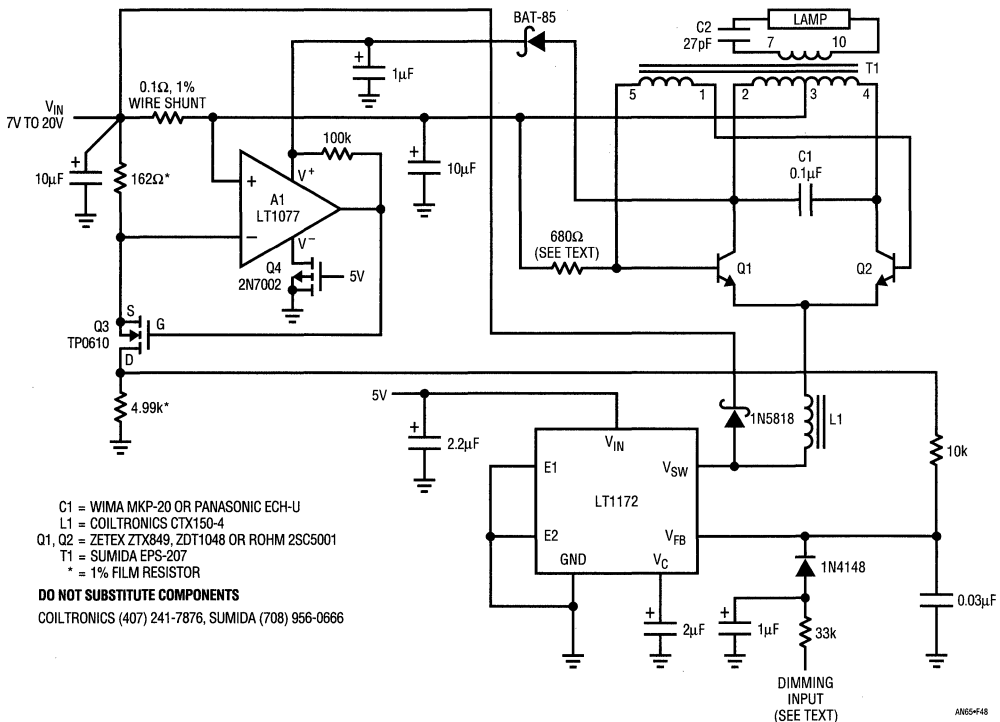 BAT-85
C2
27pF
LAMP
7
10
T1
5
1
2
3
4
+
1µF
0.1Ω, 1%
WIRE SHUNT
VIN
7V TO 20V
100k
+
10µF
162Ω*
+
V+
A1
LT1077
–
V–
+
10µF
C1
0.1µF
Q4
2N7002
5V
680Ω
(SEE TEXT)
Q1
Q2
Q3
TP0610
S
G
D
4.99k*
5V
+
2.2µF
1N5818
L1
10k
VIN
E1
VSW
LT1172
E2
VFB
GND
VC
1N4148
+
2µF
+
1µF
33k
0.03µF
DIMMING
INPUT
(SEE TEXT)
C1 = WIMA MKP-20 OR PANASONIC ECH-U
L1 = COILTRONICS CTX150-4
Q1, Q2 = ZETEX ZTX849, ZDT1048 OR ROHM 2SC5001
T1 = SUMIDA EPS-207
* = 1% FILM RESISTOR
DO NOT SUBSTITUTE COMPONENTS
COILTRONICS (407) 241-7876, SUMIDA (708) 956-0666
AN65•F48